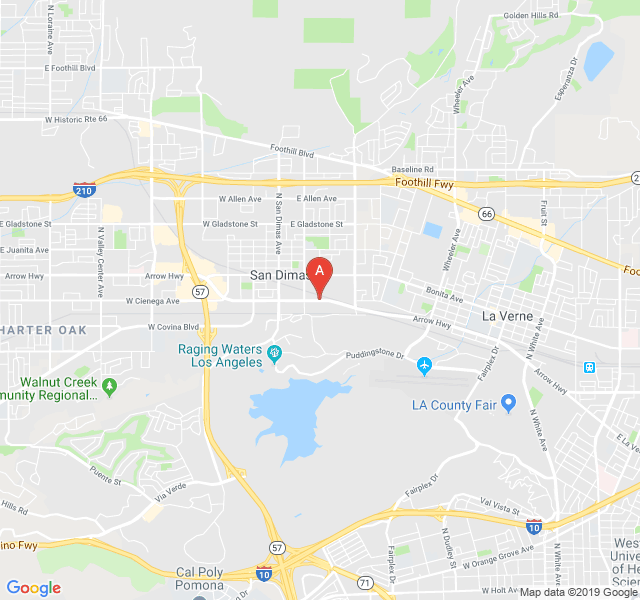 Golden Hills Rd
N Loraine Ave
E Foothill Blvd
Wheeler Ave
Esperanza Dr
W Historic Rte 66
Foothill Blvd
Baseline Rd
210
Foothill Fwy
W Allen Ave
E Allen Ave
N San Dimas Ave
Fruit St
66
W Gladstone St
E Gladstone St
E Gladstone St
N Valley Center Ave
E Juanita Ave
Wheeler Ave
Arrow Hwy
Arrow Hwy
San Dimas
A
57
Bonita Ave
W Cienega Ave
La Verne
N White Ave
W Covina Blvd
Arrow Hwy
HARTER OAK
Raging Waters
Los Angeles
Puddingstone Dr
Fairplex Dr
Arrow Hwy
Walnut Creek
munity Regional...
LA County Fair
N White Ave
E La Ve
Puente St
Via Verde
Hills Rd
Fairplex Dr
Val Vista St
10
ino Fwy
57
N Dudley St
Cal Poly
Pomona
10
71
Fairplex Dr
W Orange Grove Ave
N White Ave
West
U
of He
Scien
W Holt Ave
Google
Map data ©2019 Google